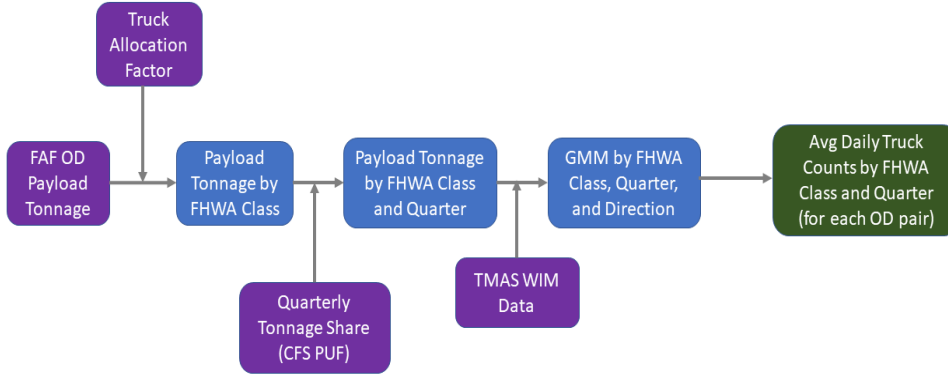 Truck
Allocation
Factor
FAF OD
Payload
Tonnage
Payload
Tonnage by
FHWA Class
Payload Tonnage
by FHWA Class
and Quarter
GMM by FHWA
Class, Quarter,
and Direction
Avg Daily Truck
Counts by FHWA
Class and Quarter
(for each OD pair)
Quarterly
Tonnage Share
(CFS PUF)
TMAS WIM
Data